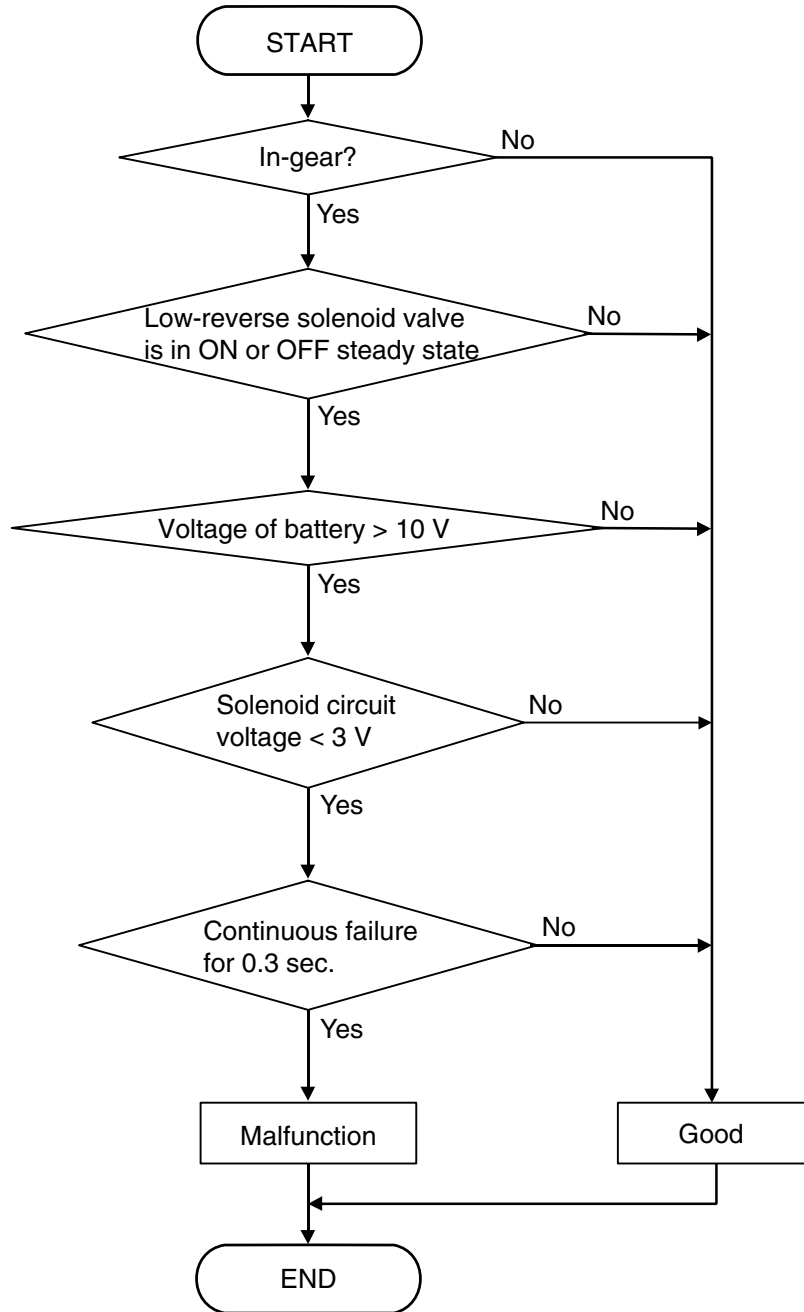 START
In-gear?
No
Yes
Low-reverse solenoid valve
is in ON or OFF steady state
No
Yes
Voltage of battery > 10 V
No
Yes
Solenoid circuit
voltage < 3 V
No
Yes
Continuous failure
for 0.3 sec.
No
Yes
Malfunction
Good
END